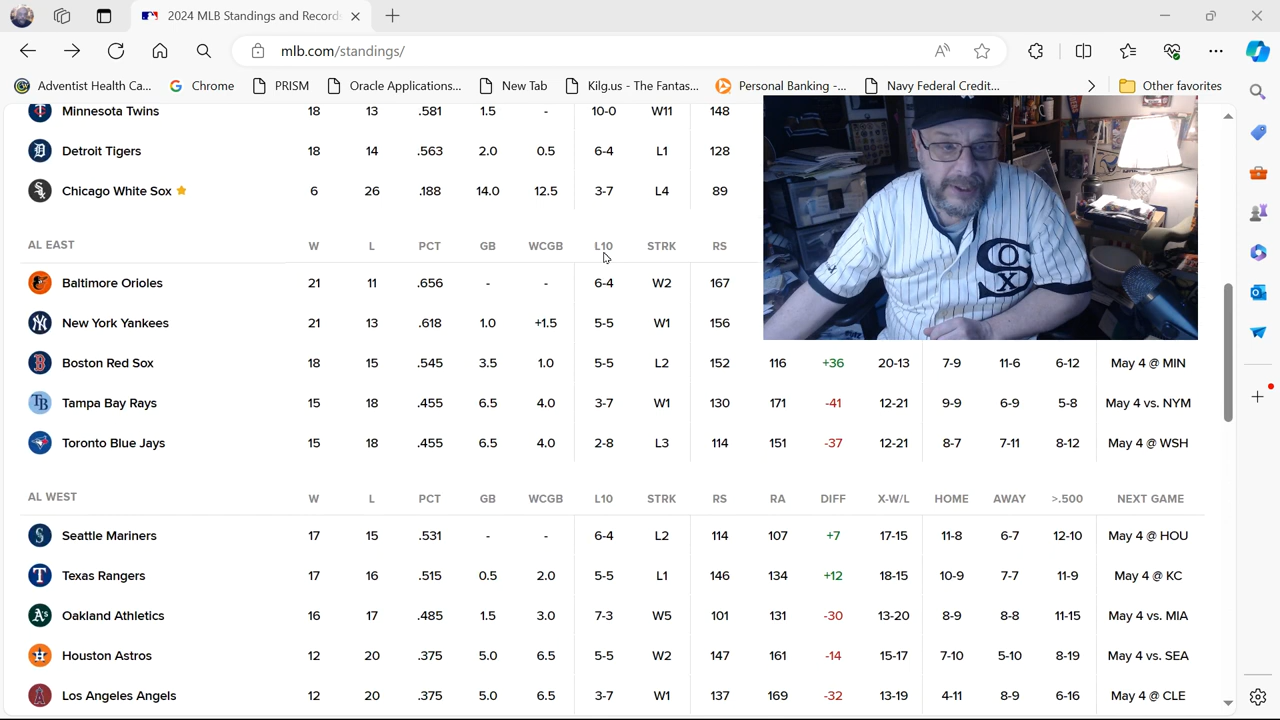 2024 MLB Standings and Record
mlb.com/standings/
Adventist Health Ca... Chrome PRISM Oracle Applications... New Tab Kilg.us - The Fantas... Personal Banking -... Navy Federal Credit... Other favorites
Minnesota Twins 18 13 .581 1.5 - 10-0 W11 148
Detroit Tigers 18 14 .563 2.0 0.5 6-4 L1 128
Chicago White Sox 6 26 .188 14.0 12.5 3-7 L4 89
AL EAST W L PCT GB WCGB L10 STRK RS
Baltimore Orioles 21 11 .656 - - 6-4 W2 167
New York Yankees 21 13 .618 1.0 +1.5 5-5 W1 156
Boston Red Sox 18 15 .545 3.5 1.0 5-5 L2 152 116 +36 20-13 7-9 11-6 6-12 May 4 @ MIN
Tampa Bay Rays 15 18 .455 6.5 4.0 3-7 W1 130 171 -41 12-21 9-9 6-9 5-8 May 4 vs. NYM
Toronto Blue Jays 15 18 .455 6.5 4.0 2-8 L3 114 151 -37 12-21 8-7 7-11 8-12 May 4 @ WSH
AL WEST W L PCT GB WCGB L10 STRK RS RA DIFF X-W/L HOME AWAY >.500 NEXT GAME
Seattle Mariners 17 15 .531 - - 6-4 L2 114 107 +7 17-15 11-8 6-7 12-10 May 4 @ HOU
Texas Rangers 17 16 .515 0.5 2.0 5-5 L1 146 134 +12 18-15 10-9 7-7 11-9 May 4 @ KC
Oakland Athletics 16 17 .485 1.5 3.0 7-3 W5 101 131 -30 13-20 8-9 8-8 11-15 May 4 vs. MIA
Houston Astros 12 20 .375 5.0 6.5 5-5 W2 147 161 -14 15-17 7-10 5-10 8-19 May 4 vs. SEA
Los Angeles Angels 12 20 .375 5.0 6.5 3-7 W1 137 169 -32 13-19 4-11 8-9 6-16 May 4 @ CLE
SOX